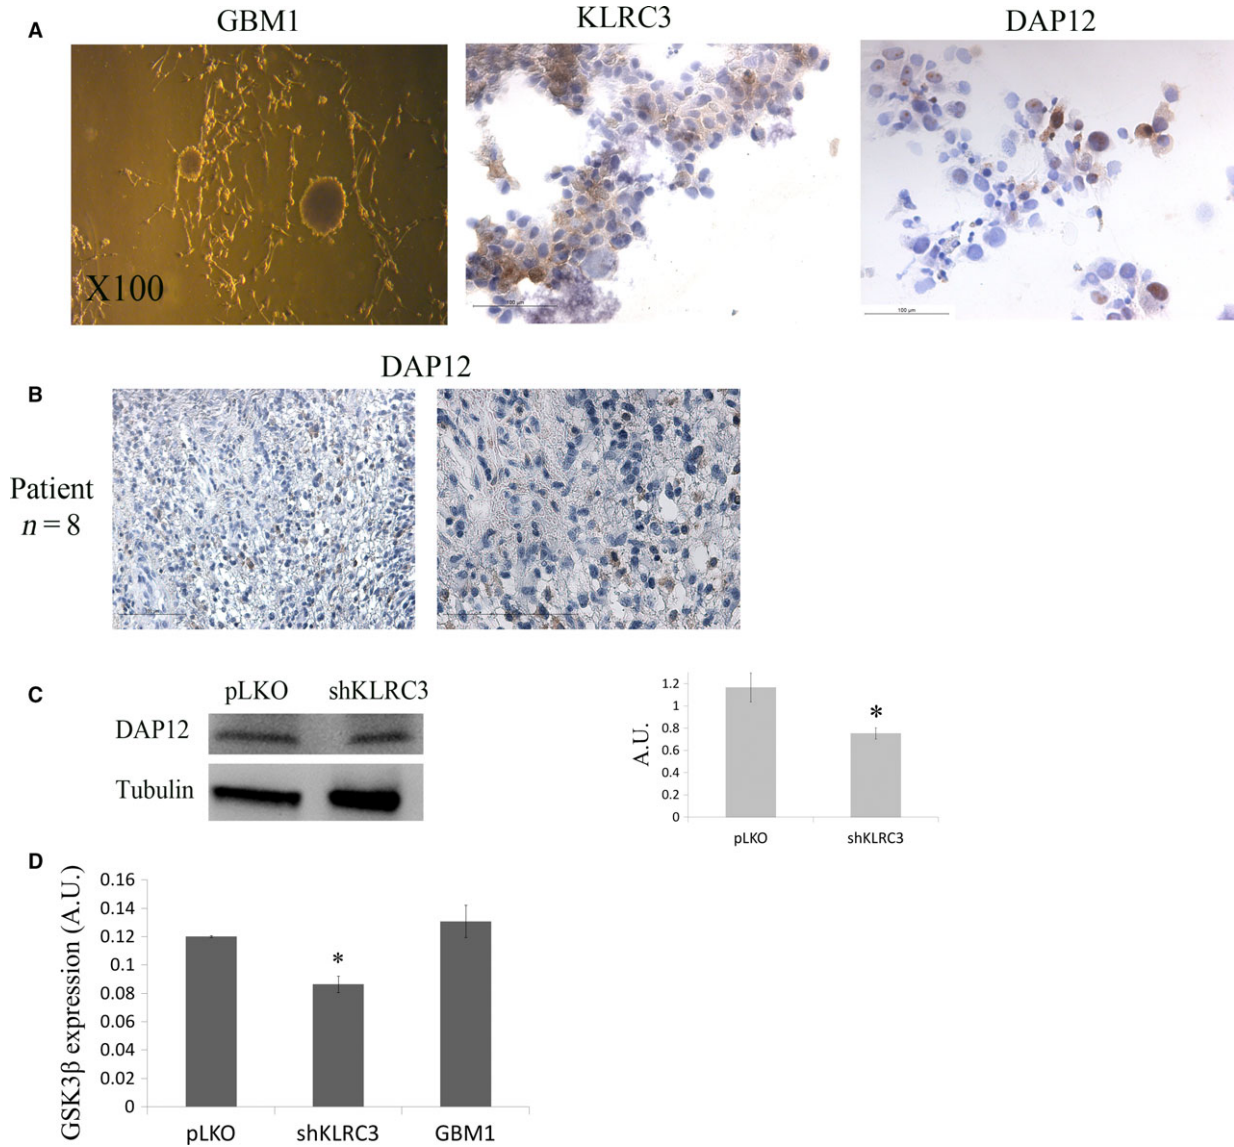 A
GBM1
KLRC3
DAP12
X100
100 µm
B
DAP12
Patient
n = 8
C
pLKO
shKLRC3
DAP12
Tubulin
A.U.
1.2
1
0.8
0.6
0.4
0.2
0
*
pLKO
shKLRC3
D
GSK3β expression (A.U.)
0.16
0.14
0.12
0.1
0.08
0.06
0.04
0.02
0
*
pLKO
shKLRC3
GBM1